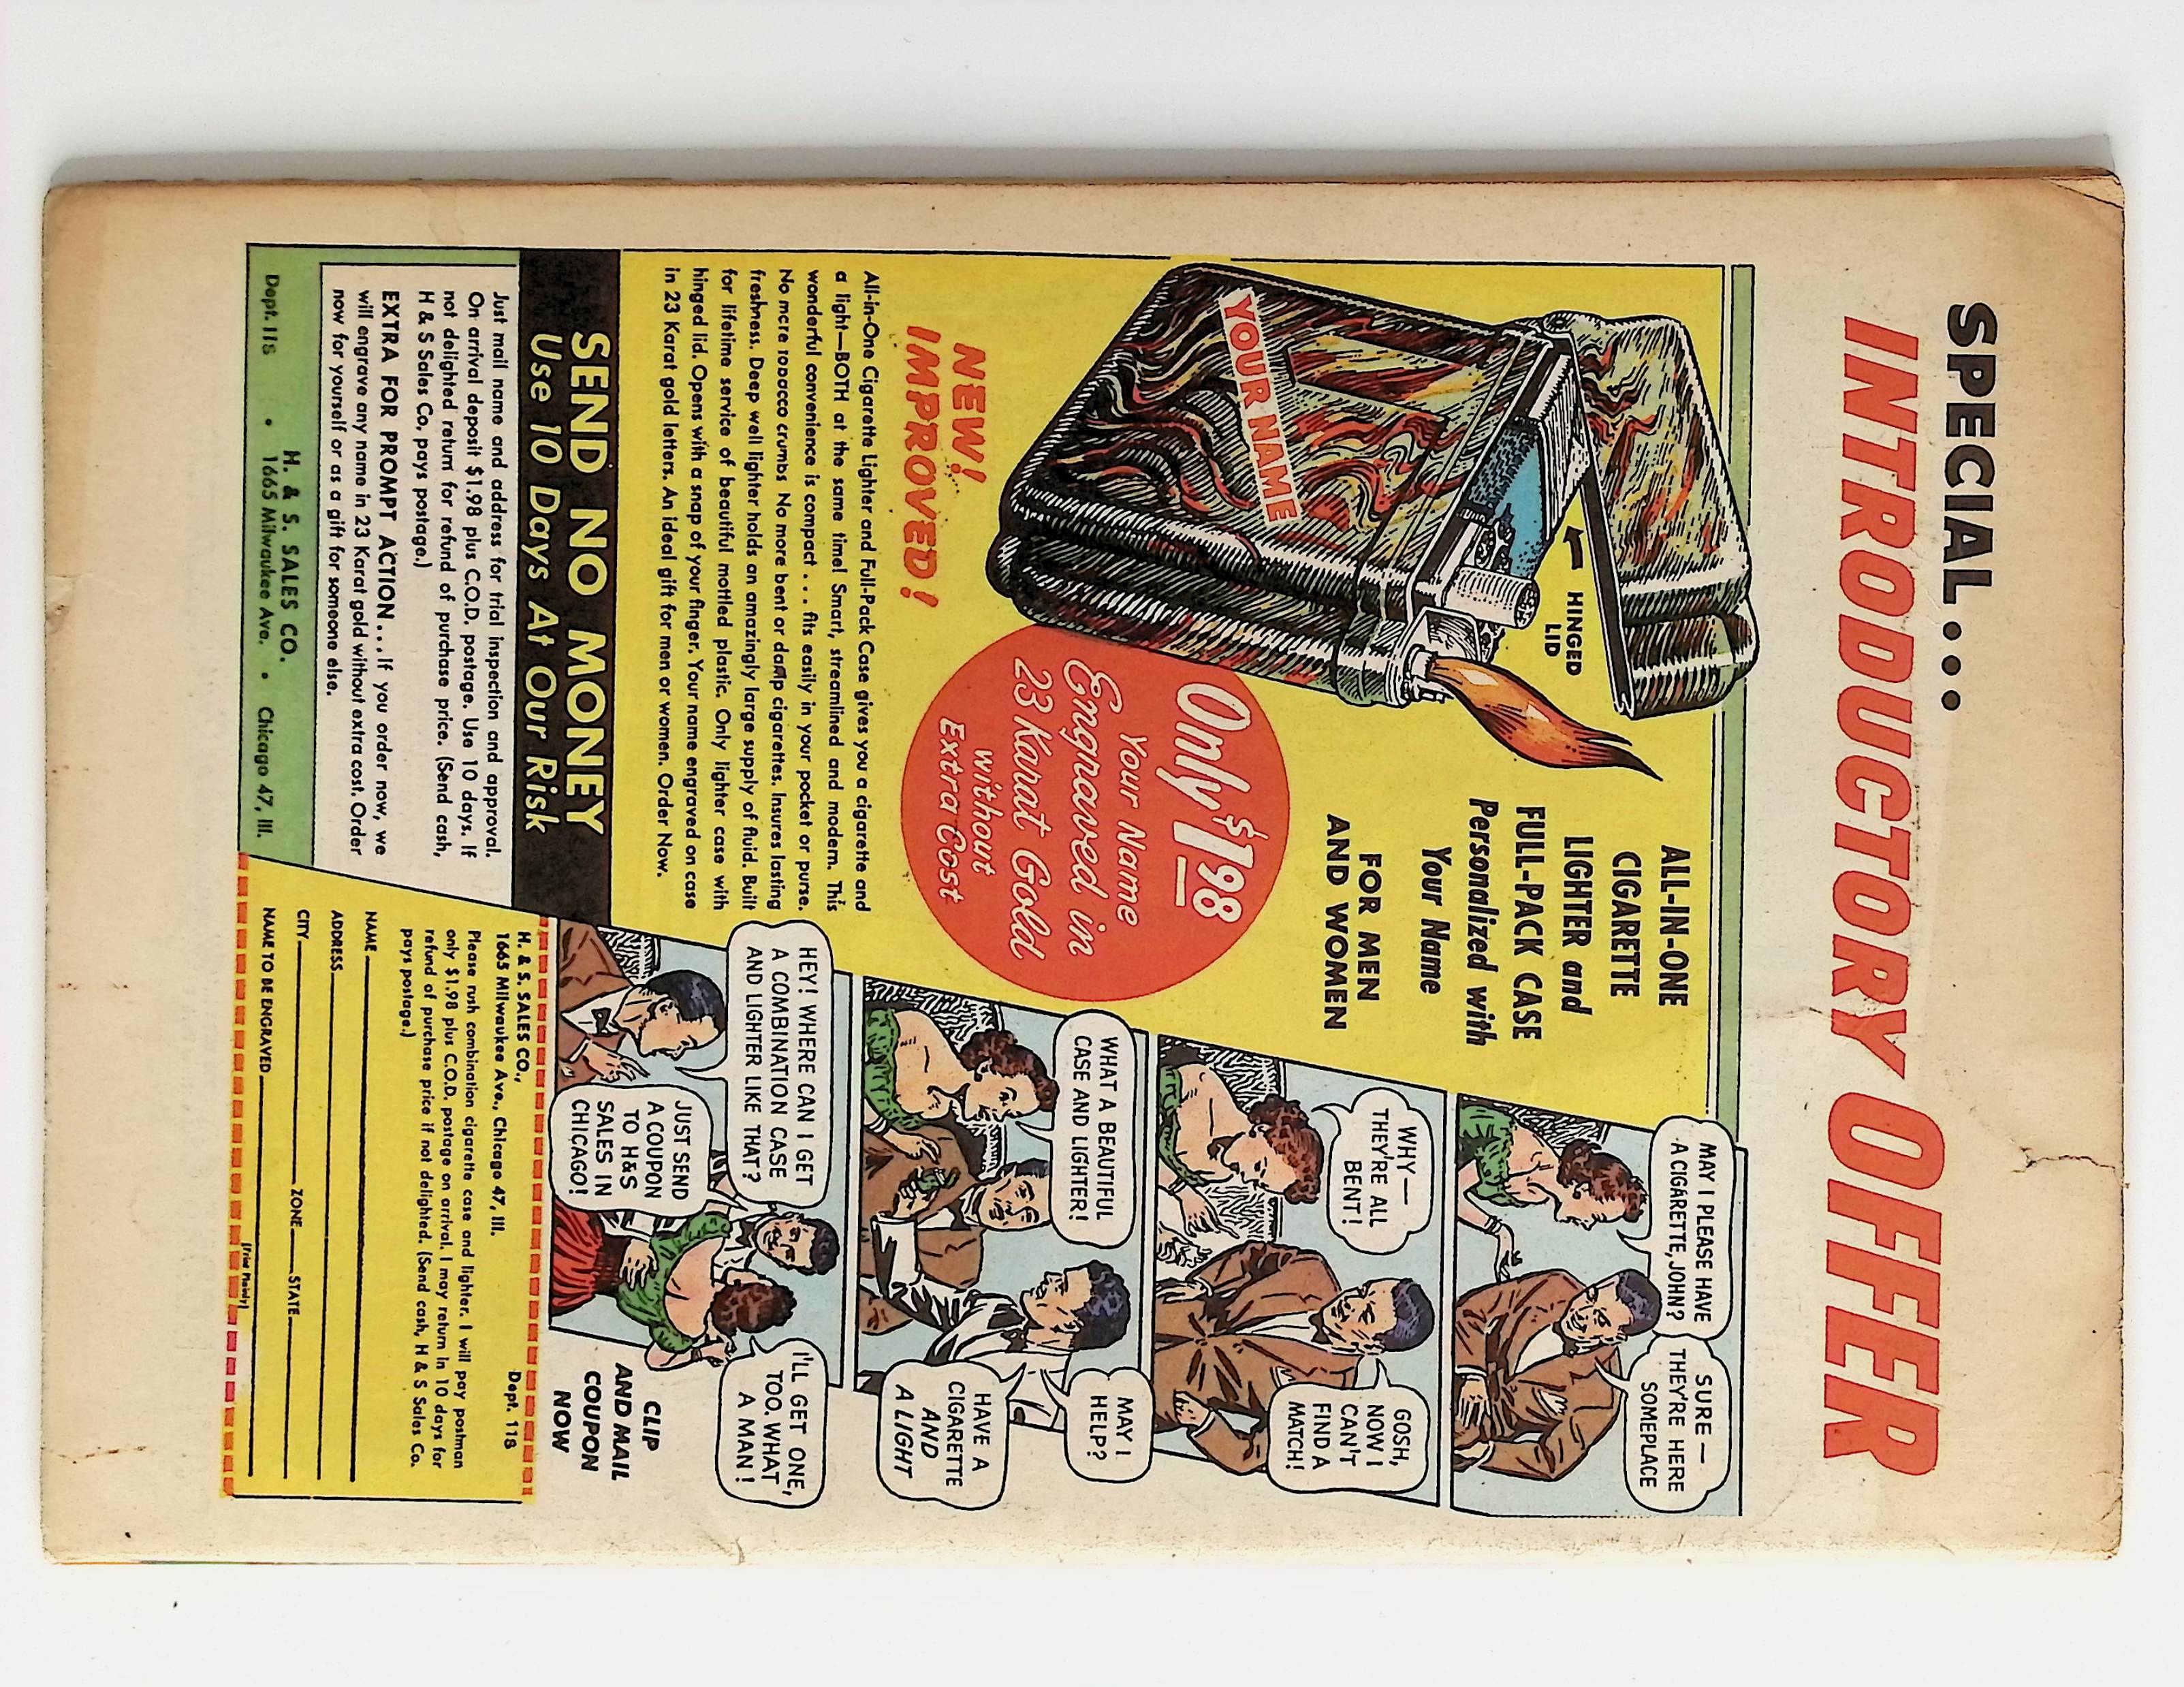 SPECIAL....
INTRODUCTORY OFFER
YOUR NAME
HINGED
LID
ALL-IN-ONE
CIGARETTE
LIGHTER and
FULL-PACK CASE
Personalized with
Your Name
FOR MEN
AND WOMEN
Only $1.98
Your Name
Engraved in
23 Karat Gold
without
Extra Cost
NEW!
IMPROVED!
All-in-One Cigarette Lighter and Full-Pack Case gives you a cigarette and
a light—BOTH at the same time! Smart, streamlined and modern. This
wonderful convenience is compact . . . fits easily in your pocket or purse.
No more tobacco crumbs No more bent or damp cigarettes. Insures lasting
freshness. Deep well lighter holds an amazingly large supply of fluid. Built
for lifetime service of beautiful mottled plastic. Only lighter case with
hinged lid. Opens with a snap of your finger. Your name engraved on case
in 23 Karat gold letters. An ideal gift for men or women. Order Now.
SEND NO MONEY
Use 10 Days At Our Risk
Just mail name and address for trial inspection and approval.
On arrival deposit $1.98 plus C.O.D. postage. Use 10 days. If
not delighted return for refund of purchase price. (Send cash,
H & S Sales Co, pays postage.)
EXTRA FOR PROMPT ACTION...If you order now, we
will engrave any name in 23 Karat gold without extra cost. Order
now for yourself or as a gift for someone else.
H. & S. SALES CO.
Dept. 118 • 1665 Milwaukee Ave. • Chicago 47, Ill.
MAY I PLEASE HAVE
A CIGARETTE, JOHN?
SURE —
THEY'RE HERE
SOMEPLACE
WHY —
THEY'RE ALL
BENT!
GOSH,
NOW I
CAN'T
FIND A
MATCH!
WHAT A BEAUTIFUL
CASE AND LIGHTER!
MAY I
HELP?
HAVE A
CIGARETTE
AND
A LIGHT
HEY! WHERE CAN I GET
A COMBINATION CASE
AND LIGHTER LIKE THAT?
JUST SEND
A COUPON
TO H&S
SALES IN
CHICAGO!
I'LL GET ONE,
TOO. WHAT
A MAN!
CLIP
AND MAIL
COUPON
NOW
H. & S. SALES CO., Dept. 118
1665 Milwaukee Ave., Chicago 47, Ill.
Please rush combination cigarette case and lighter. I will pay postman
only $1.98 plus C.O.D. postage on arrival. I may return in 10 days for
refund of purchase price if not delighted. (Send cash, H & S Sales Co.
pays postage.)
NAME
ADDRESS
CITY ZONE STATE
NAME TO BE ENGRAVED
(Print Plainly)